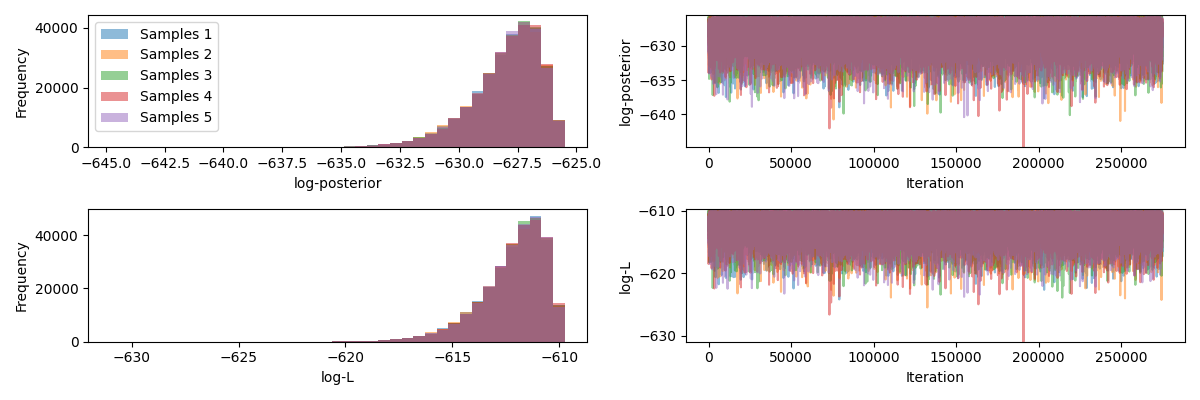 40000
20000
0
Frequency
Samples 1
Samples 2
Samples 3
Samples 4
Samples 5
−645.0 −642.5 −640.0 −637.5 −635.0 −632.5 −630.0 −627.5 −625.0
log-posterior
−630
−635
−640
log-posterior
0 50000 100000 150000 200000 250000
Iteration
40000
20000
0
Frequency
−630 −625 −620 −615 −610
log-L
−610
−620
−630
log-L
0 50000 100000 150000 200000 250000
Iteration